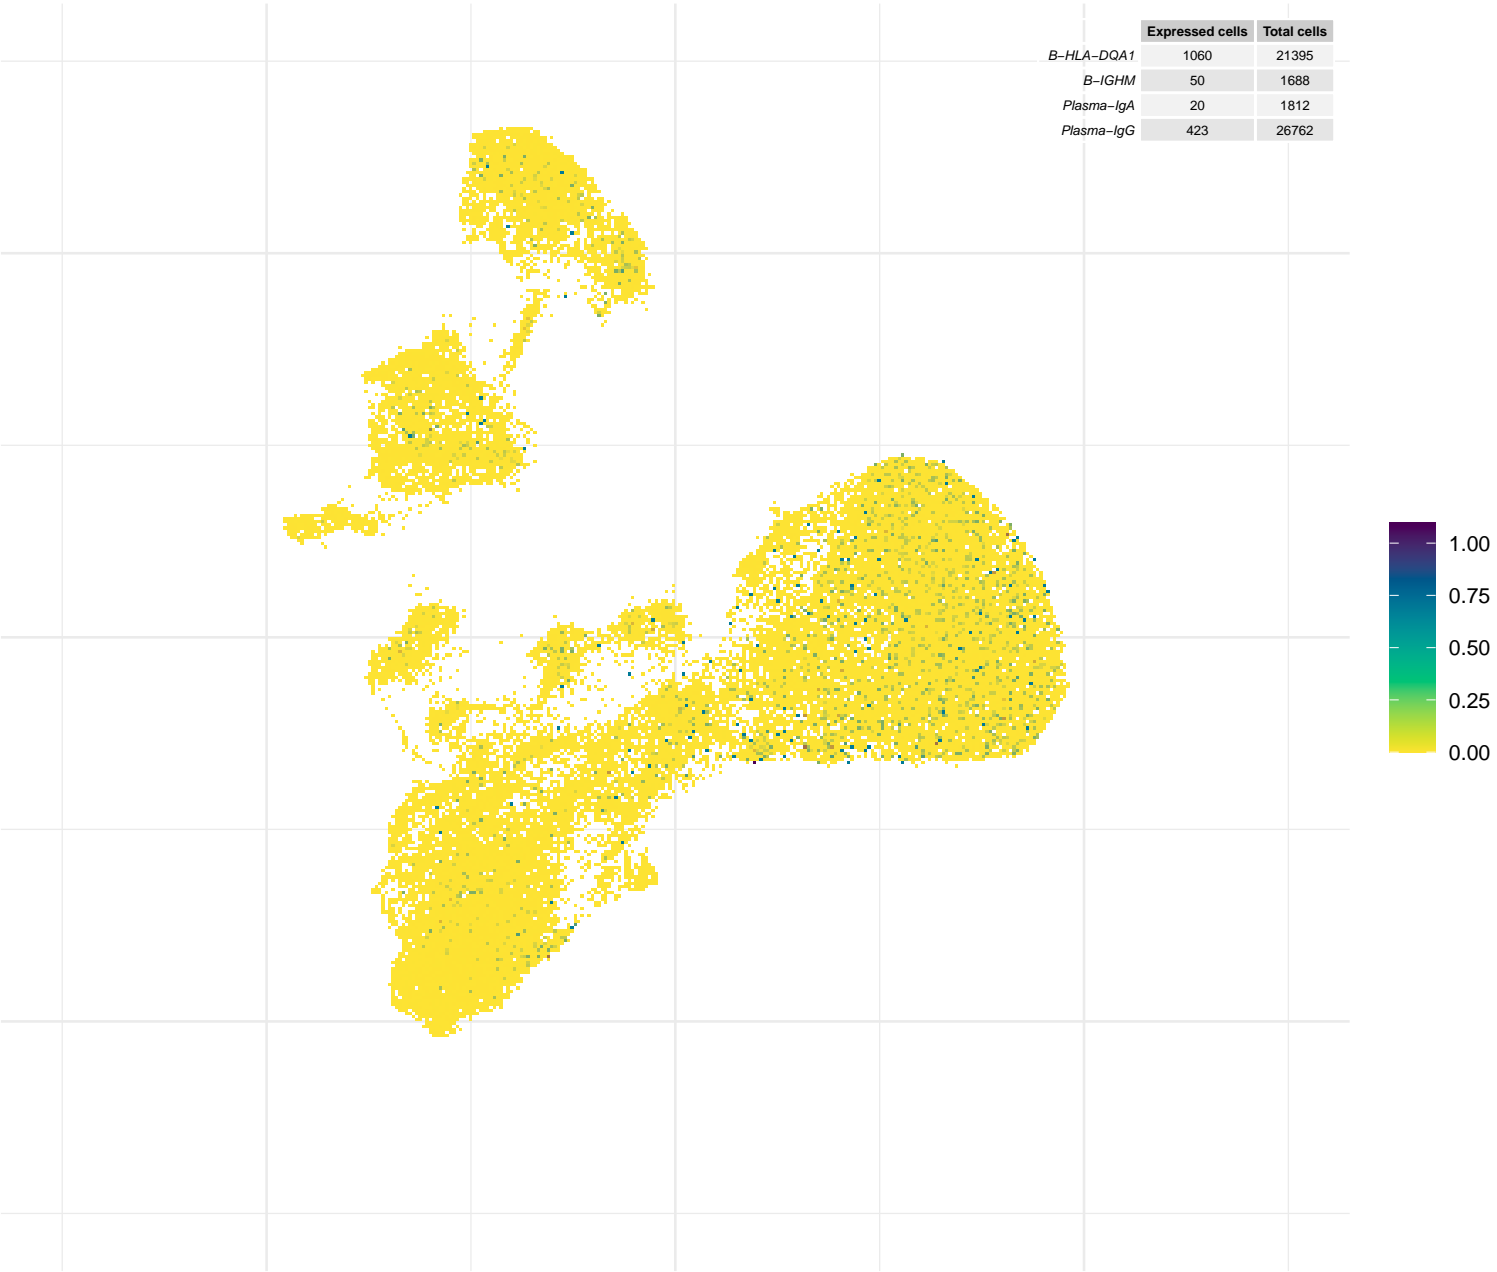 Expressed cells Total cells
B−HLA−DQA1 1060 21395
B−IGHM 50 1688
Plasma−IgA 20 1812
Plasma−IgG 423 26762
1.00
0.75
0.50
0.25
0.00